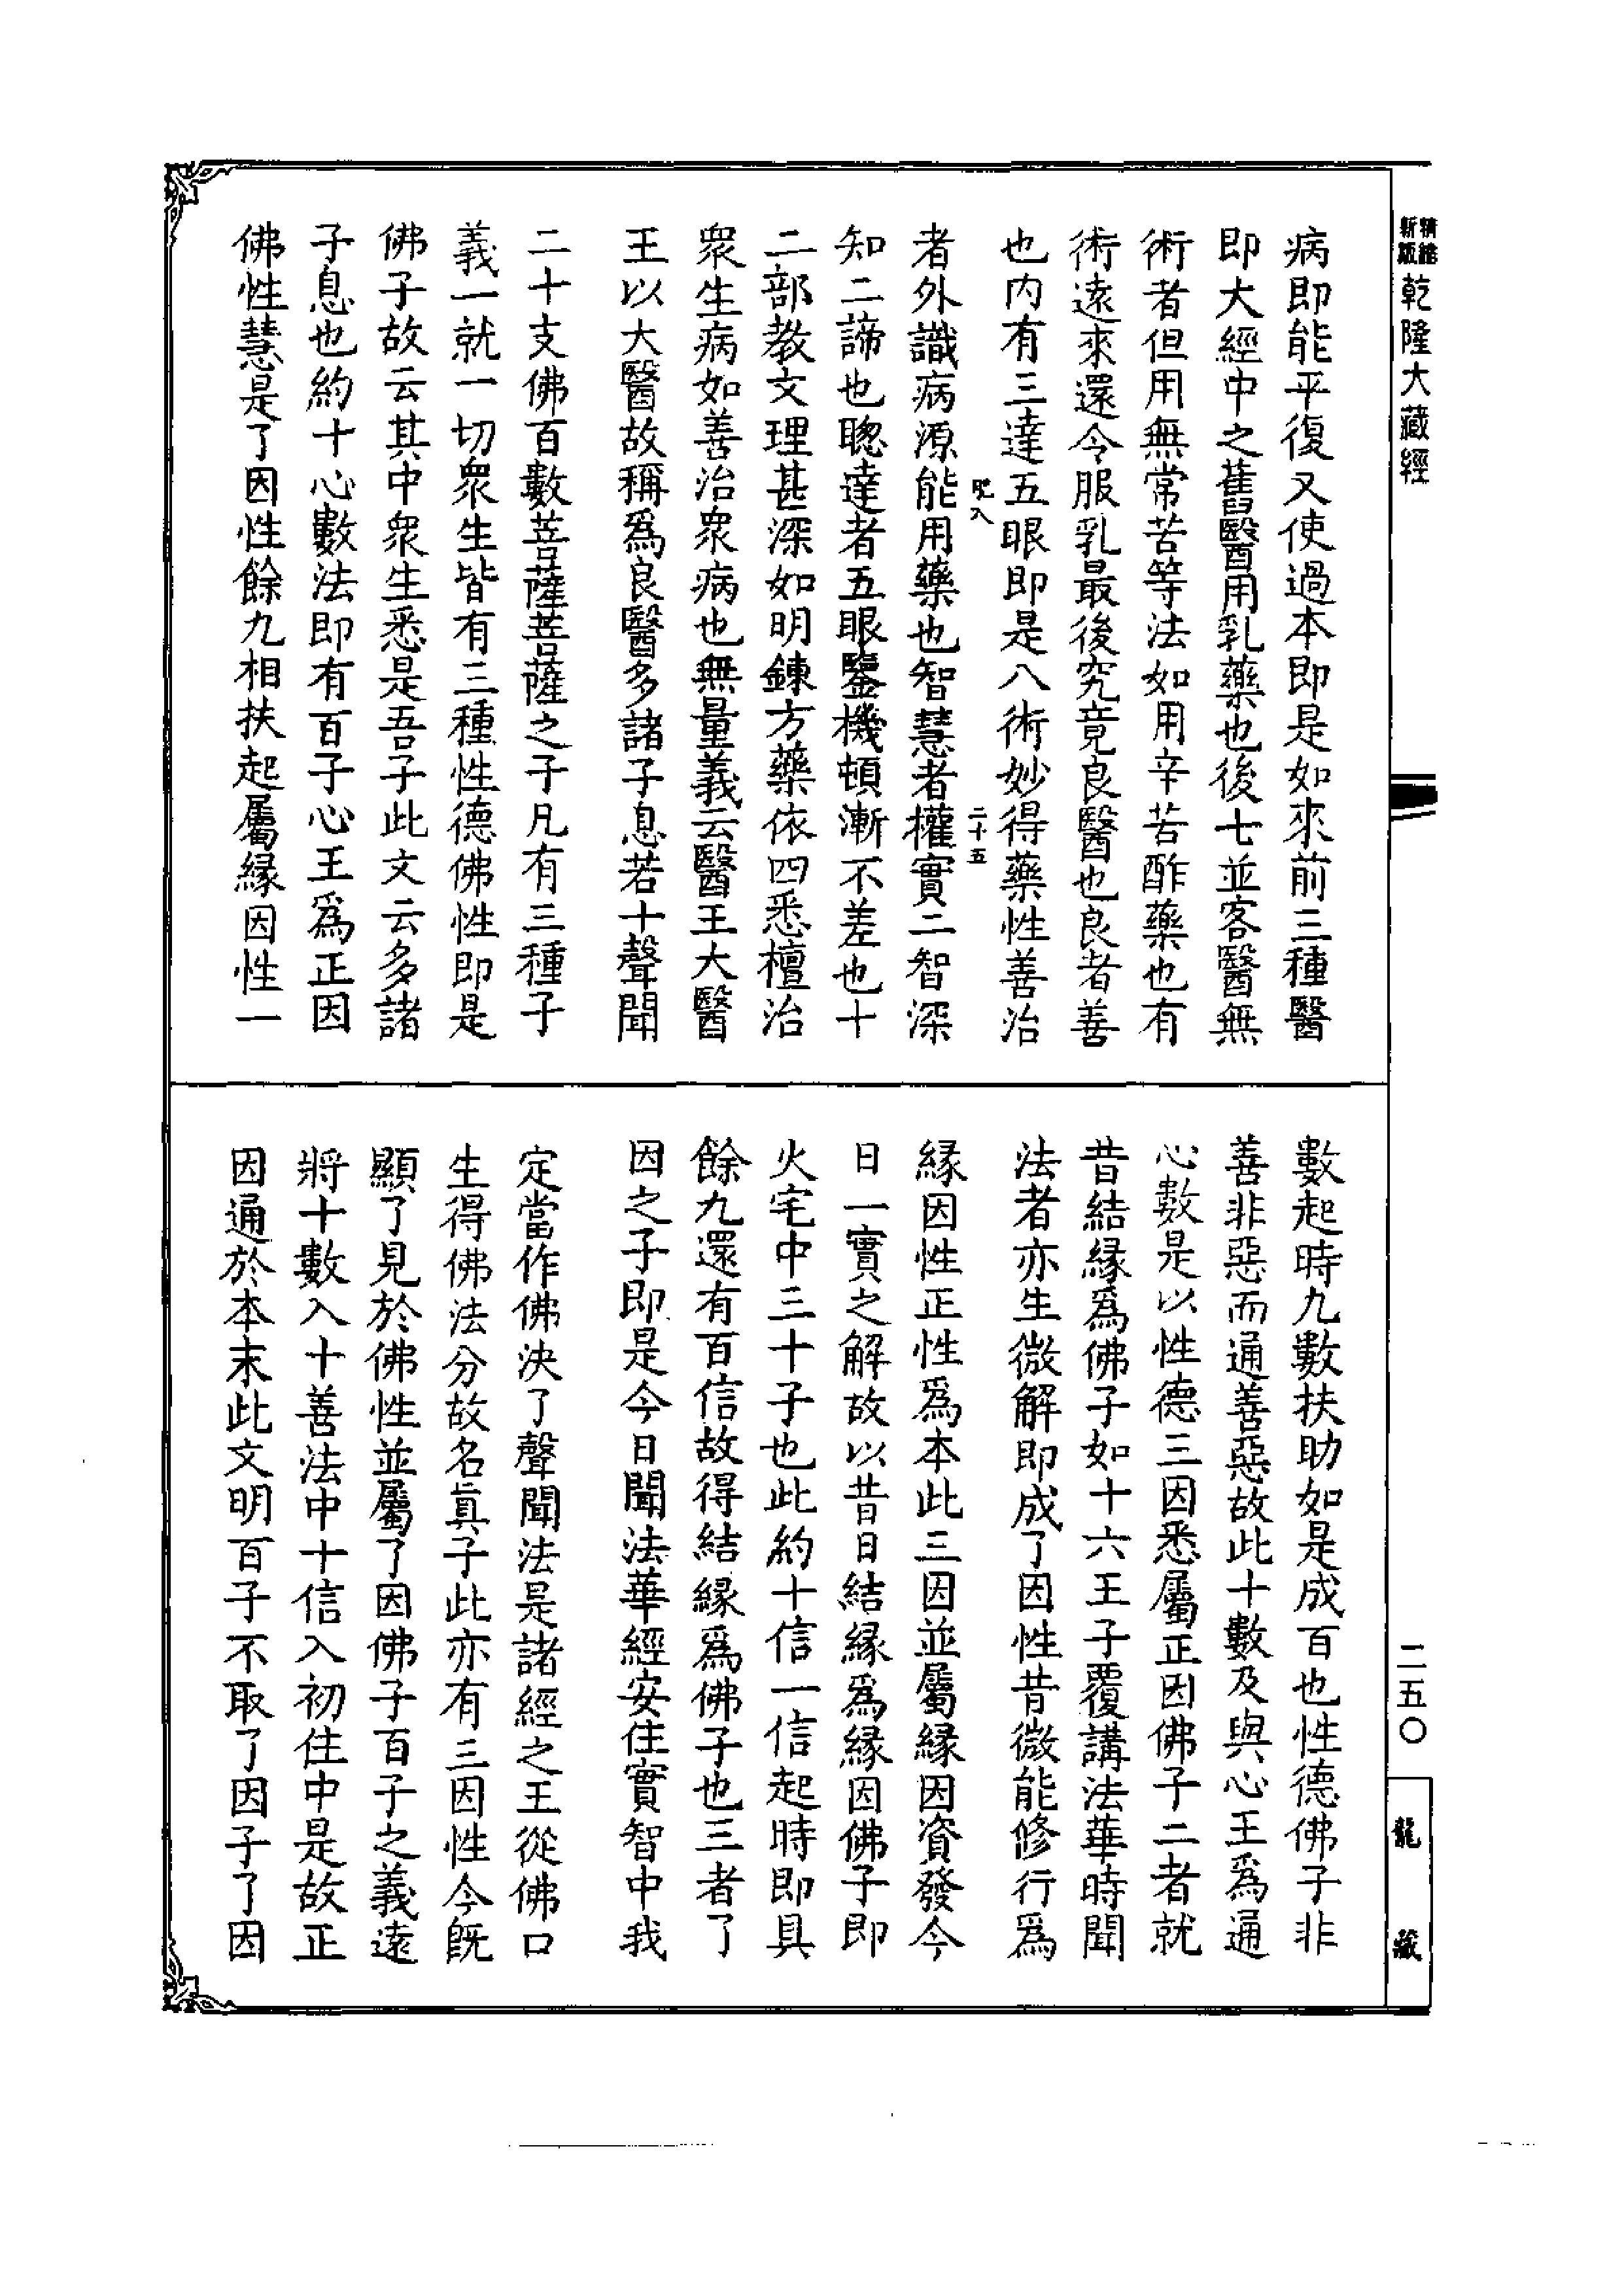 精縮
新版
乾隆大藏經
病即能平復又使過本即是如來前三種醫
即大經中之舊醫用乳藥也後七並客醫無
術者但用無常苦等法如用辛苦酢藥也有
術遠來還令服乳最後究竟良醫也良者善
也內有三達五眼即是八術妙得藥性善治
二十五
者外識病源能用藥也智慧者權實二智深
知二諦也聰達者五眼鑒機頓漸不差也十
二部教文理甚深如明鍊方藥依四悉檀治
眾生病如善治眾病也無量義云醫王大醫
王以大醫故稱爲良醫多諸子息若十聲聞
二十支佛百數菩薩菩薩之子凡有三種子
義一就一切眾生皆有三種性德佛性即是
佛子故云其中眾生悉是吾子此文云多諸
子息也約十心數法即有百子心王爲正因
佛性慧是了因性餘九相扶起屬緣因性一
數起時九數扶助如是成百也性德佛子非
善非惡而通善惡故此十數及與心王爲通
心數是以性德三因悉屬正因佛子二者就
昔結緣爲佛子如十六王子覆講法華時聞
法者亦生微解即成了因性昔微能修行爲
緣因性正性爲本此三因並屬緣因資發今
日一實之解故以昔日結緣爲緣因佛子即
火宅中三十子也此約十信一信起時即具
餘九還有百信故得結緣爲佛子也三者了
因之子即是今日聞法華經安住實智中我
定當作佛決了聲聞法是諸經之王從佛口
生得佛法分故名真子此亦有三因性今既
顯了見於佛性並屬了因佛子百子之義遠
將十數入十善法中十信入初住中是故正
因通於本末此文明百子不取了因子了因
二五〇
龍藏